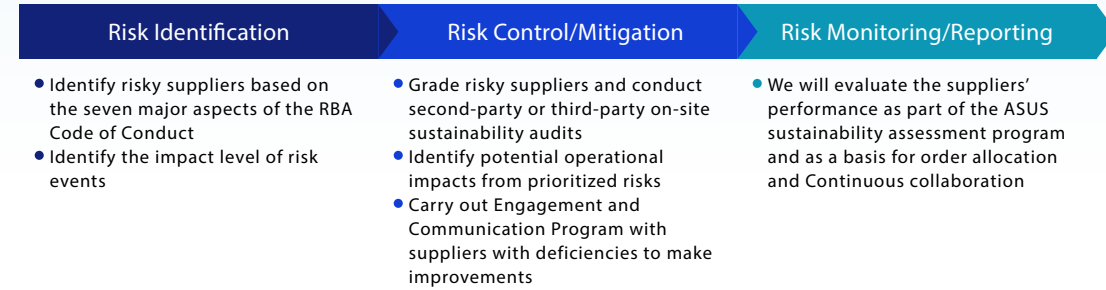 Risk Identification
Identify risky suppliers based on
the seven major aspects of the RBA
Code of Conduct
Identify the impact level of risk
events
Risk Control/Mitigation
Grade risky suppliers and conduct
second-party or third-party on-site
sustainability audits
Identify potential operational
impacts from prioritized risks
Carry out Engagement and
Communication Program with
suppliers with deficiencies to make
improvements
Risk Monitoring/Reporting
We will evaluate the suppliers’
performance as part of the ASUS
sustainability assessment program
and as a basis for order allocation
and Continuous collaboration